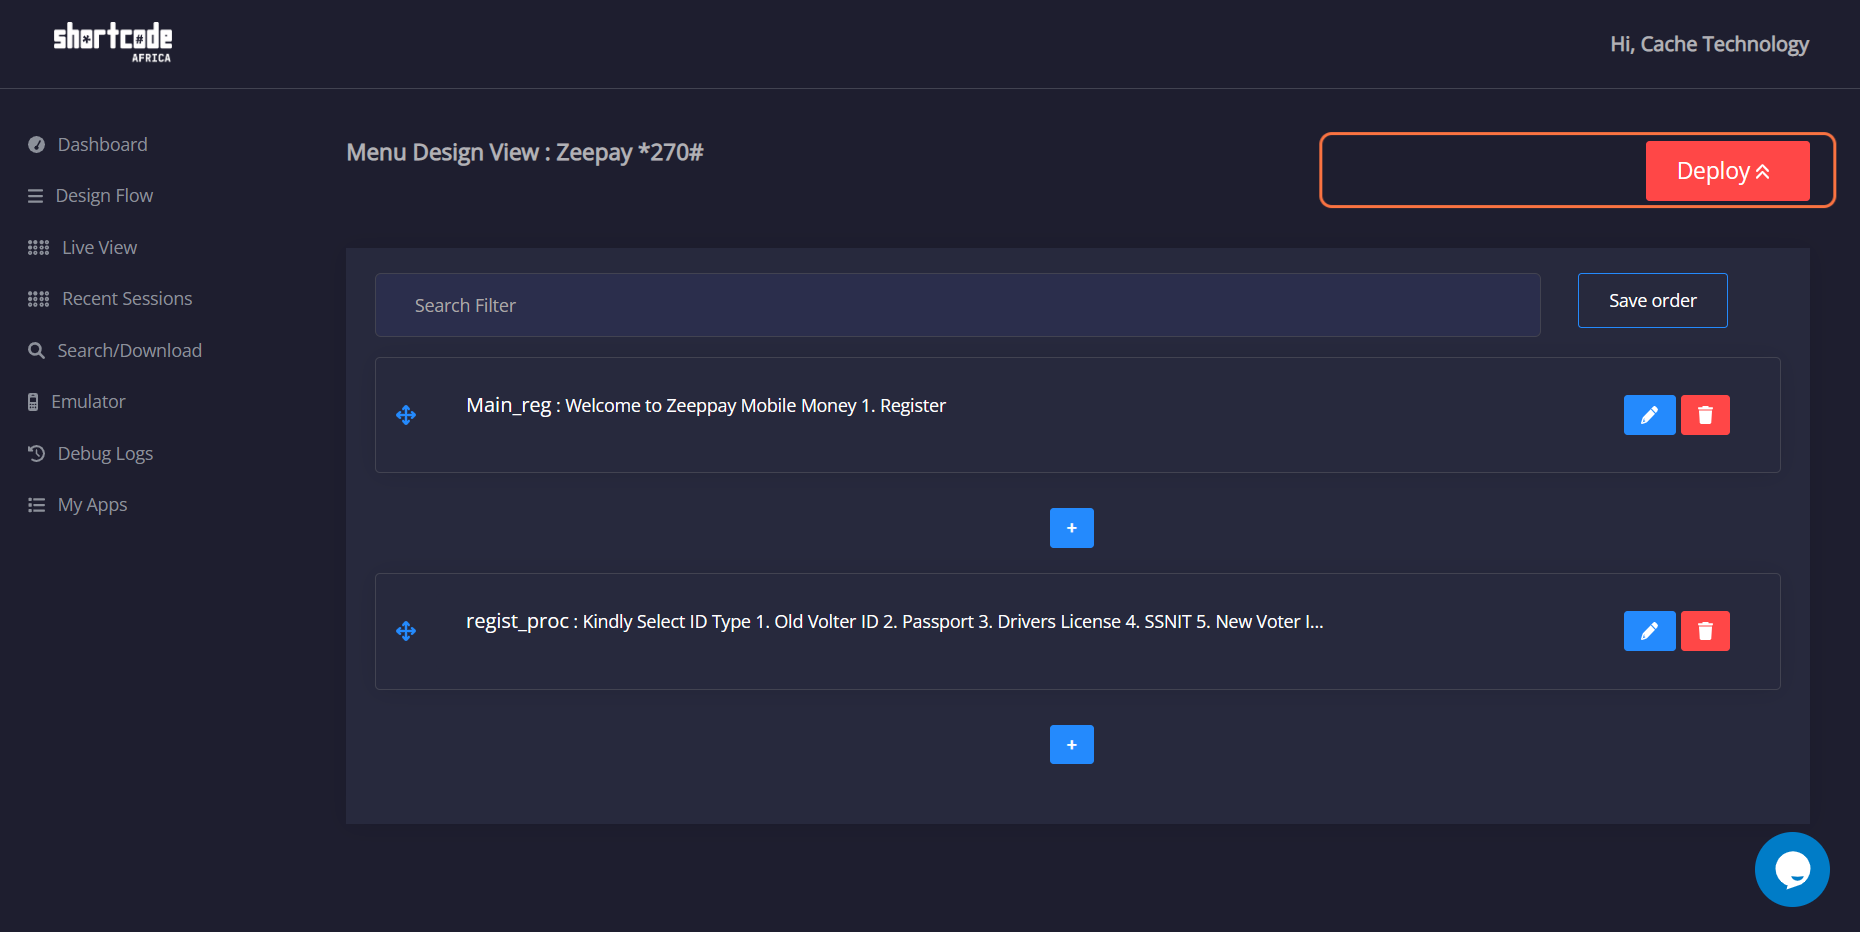 shortcode
AFRICA
Hi, Cache Technology
Dashboard
Design Flow
Live View
Recent Sessions
Search/Download
Emulator
Debug Logs
My Apps
Menu Design View : Zeepay *270#
Deploy
Search Filter
Save order
Main_reg : Welcome to Zeeppay Mobile Money 1. Register
+
regist_proc : Kindly Select ID Type 1. Old Volter ID 2. Passport 3. Drivers License 4. SSNIT 5. New Voter I...
+